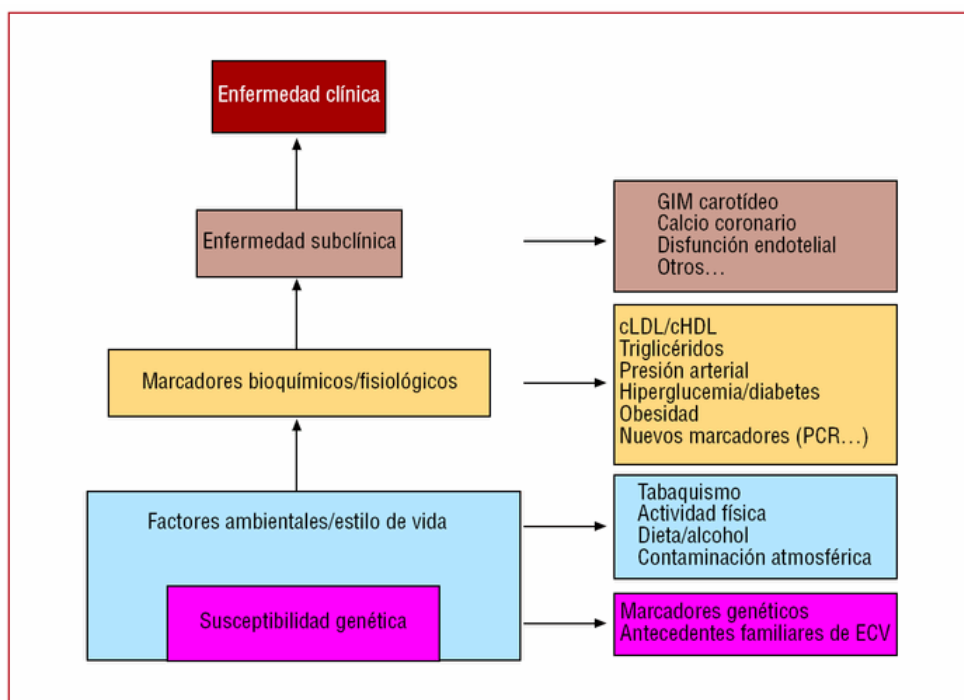 Enfermedad clínica
Enfermedad subclínica
GIM carotídeo
Calcio coronario
Disfunción endotelial
Otros…
Marcadores bioquímicos/fisiológicos
cLDL/cHDL
Triglicéridos
Presión arterial
Hiperglucemia/diabetes
Obesidad
Nuevos marcadores (PCR…)
Factores ambientales/estilo de vida
Tabaquismo
Actividad física
Dieta/alcohol
Contaminación atmosférica
Susceptibilidad genética
Marcadores genéticos
Antecedentes familiares de ECV